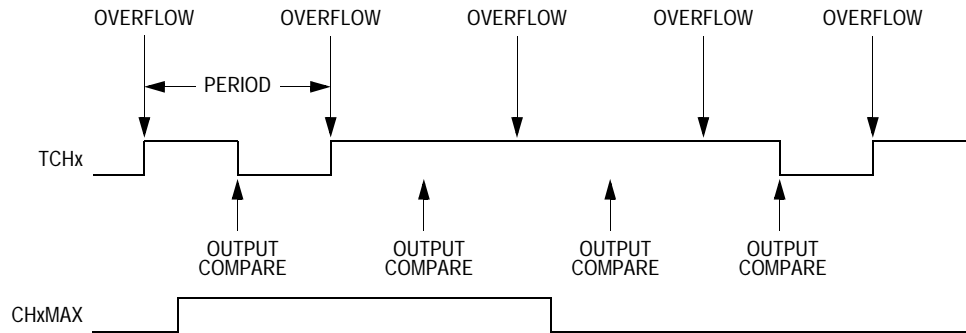 OVERFLOW OVERFLOW OVERFLOW OVERFLOW OVERFLOW
PERIOD
TCHx
OUTPUT OUTPUT OUTPUT OUTPUT
COMPARE COMPARE COMPARE COMPARE
CHxMAX